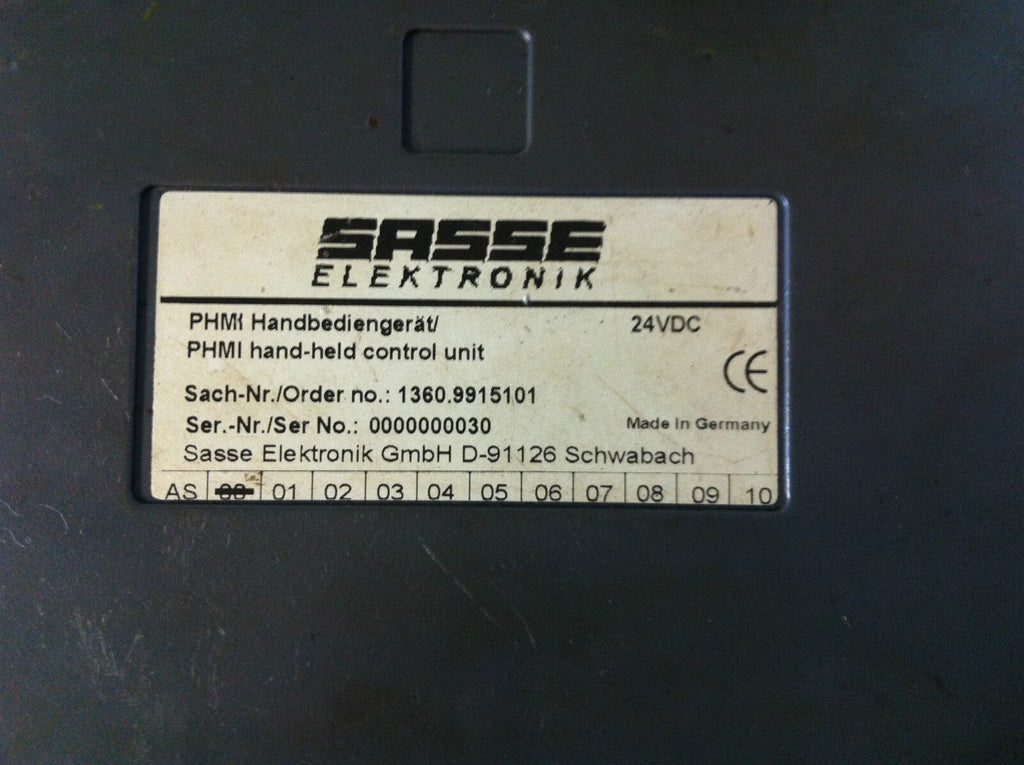 SASSE
ELEKTRONIK
PHMI Handbediengerät/ 24VDC
PHMI hand-held control unit
CE
Sach-Nr./Order no.: 1360.9915101
Ser.-Nr./Ser No.: 0000000030 Made in Germany
Sasse Elektronik GmbH D-91126 Schwabach
AS 00 01 02 03 04 05 06 07 08 09 10